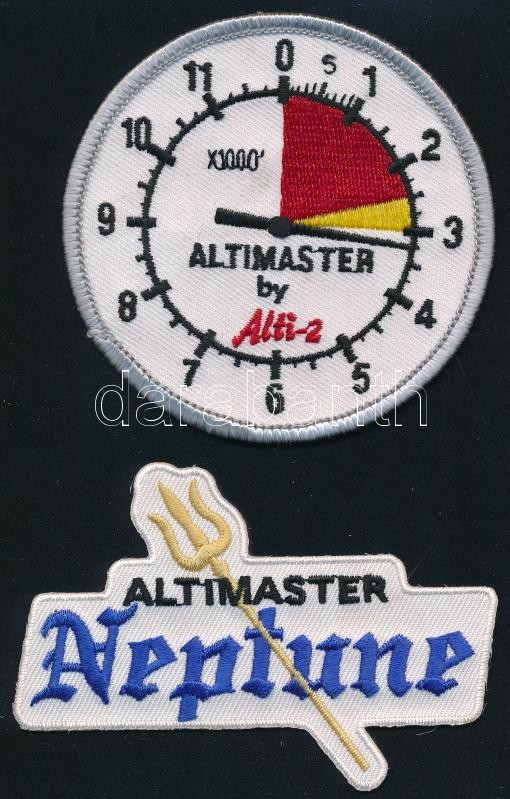 0
5
1
11
2
10
X1000'
3
9
ALTIMASTER
by
Alti-2
4
8
5
7
6
darabanth
ALTIMASTER
Neptune